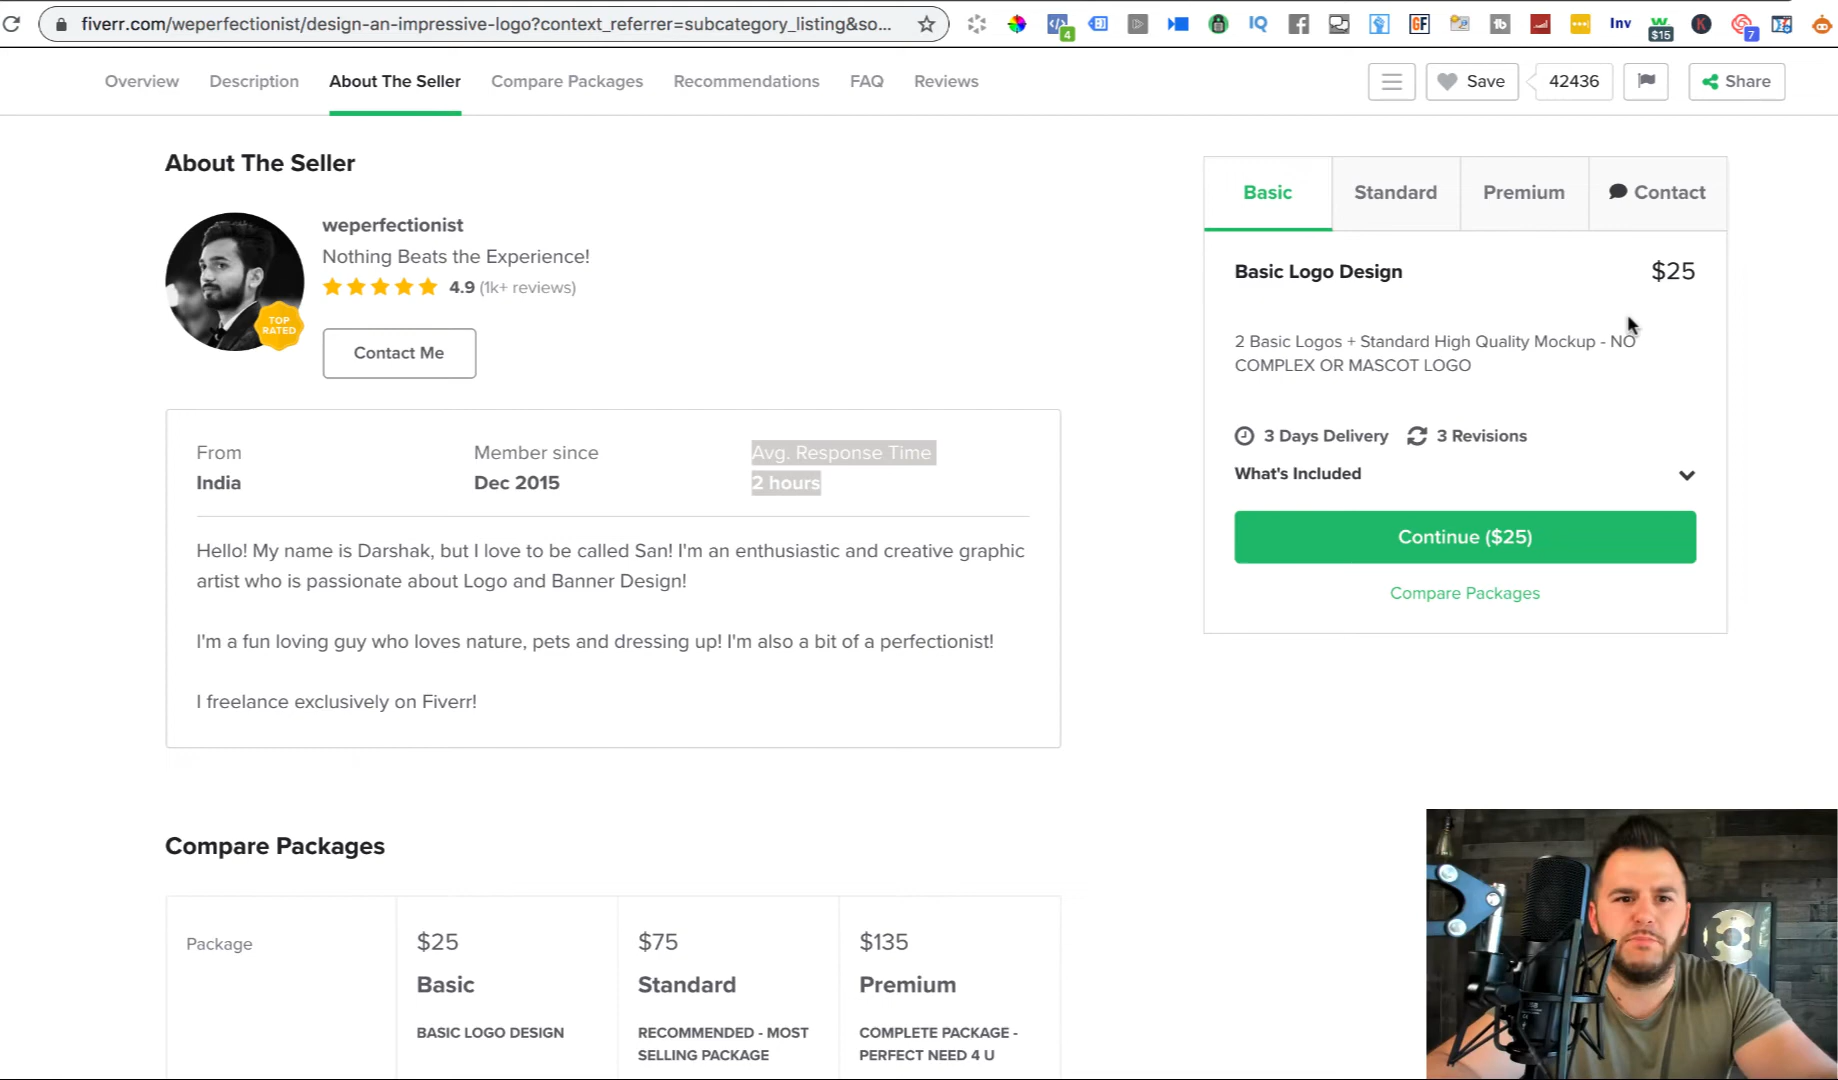 fiverr.com/weperfectionist/design-an-impressive-logo?context_referrer=subcategory_listing&so...
4
IQ
GF
Inv
$15
K
7
Overview
Description
About The Seller
Compare Packages
Recommendations
FAQ
Reviews
Save
42436
Share
About The Seller
weperfectionist
Nothing Beats the Experience!
4.9 (1k+ reviews)
TOP
RATED
Contact Me
From
India
Member since
Dec 2015
Avg. Response Time
2 hours
Hello! My name is Darshak, but I love to be called San! I'm an enthusiastic and creative graphic
artist who is passionate about Logo and Banner Design!
I'm a fun loving guy who loves nature, pets and dressing up! I'm also a bit of a perfectionist!
I freelance exclusively on Fiverr!
Basic
Standard
Premium
Contact
Basic Logo Design
$25
2 Basic Logos + Standard High Quality Mockup - NO
COMPLEX OR MASCOT LOGO
3 Days Delivery
3 Revisions
What's Included
Continue ($25)
Compare Packages
Compare Packages
Package
$25
Basic
BASIC LOGO DESIGN
$75
Standard
RECOMMENDED - MOST
SELLING PACKAGE
$135
Premium
COMPLETE PACKAGE -
PERFECT NEED 4 U